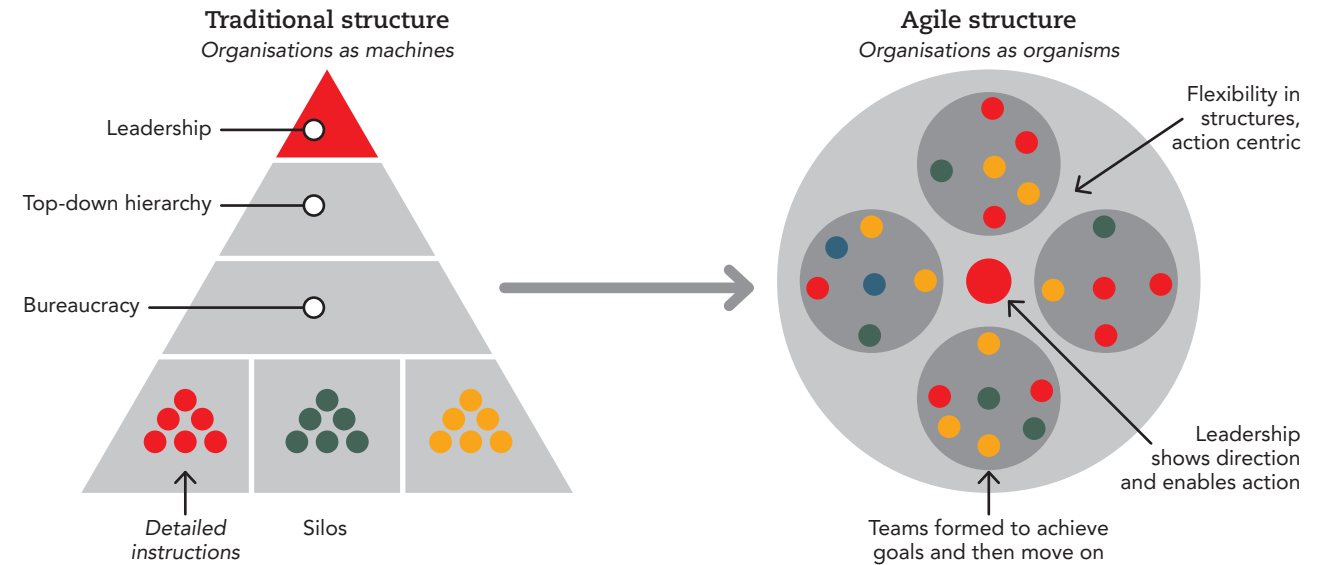 Traditional structure
Organisations as machines
Leadership
Top-down hierarchy
Bureaucracy
Detailed
instructions
Silos
Agile structure
Organisations as organisms
Flexibility in
structures,
action centric
Leadership
shows direction
and enables action
Teams formed to achieve
goals and then move on